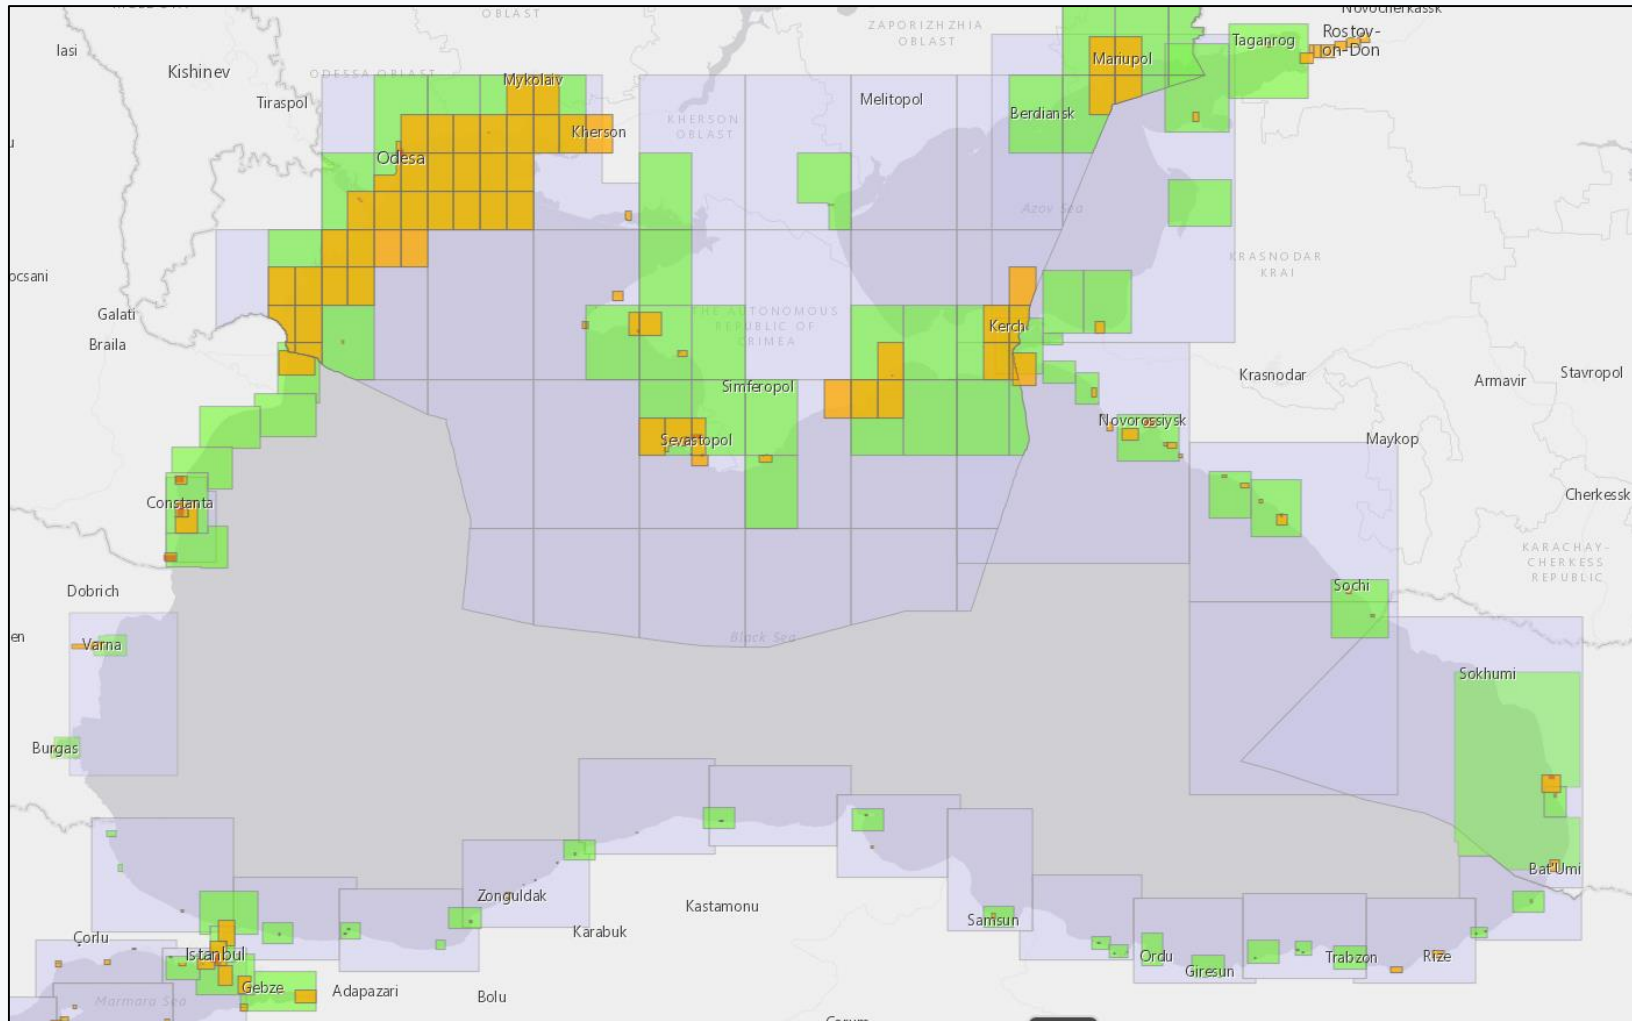 OBLAST
Novocherkassk
Iasi
Kishinev
ZAPORIZHZHIA
OBLAST
Taganrog
Rostov-
on-Don
ODESSA OBLAST
Mykolaiv
Mariupol
Tiraspol
Melitopol
Berdiansk
KHERSON
OBLAST
Kherson
Odesa
Azov Sea
KRASNODAR
KRAI
ocsani
Galati
Braila
THE AUTONOMOUS
REPUBLIC OF
CRIMEA
Kerch
Simferopol
Krasnodar
Armavir
Stavropol
Sevastopol
Novorossiysk
Maykop
Constanta
Cherkessk
KARACHAY-
CHERKESS
REPUBLIC
Dobrich
Sochi
en
Varna
Black Sea
Sokhumi
Burgas
Bat'Umi
Zonguldak
Kastamonu
Samsun
Karabuk
Çorlu
Istanbul
Ordu
Giresun
Trabzon
Rize
Gebze
Adapazari
Bolu
Marmara Sea